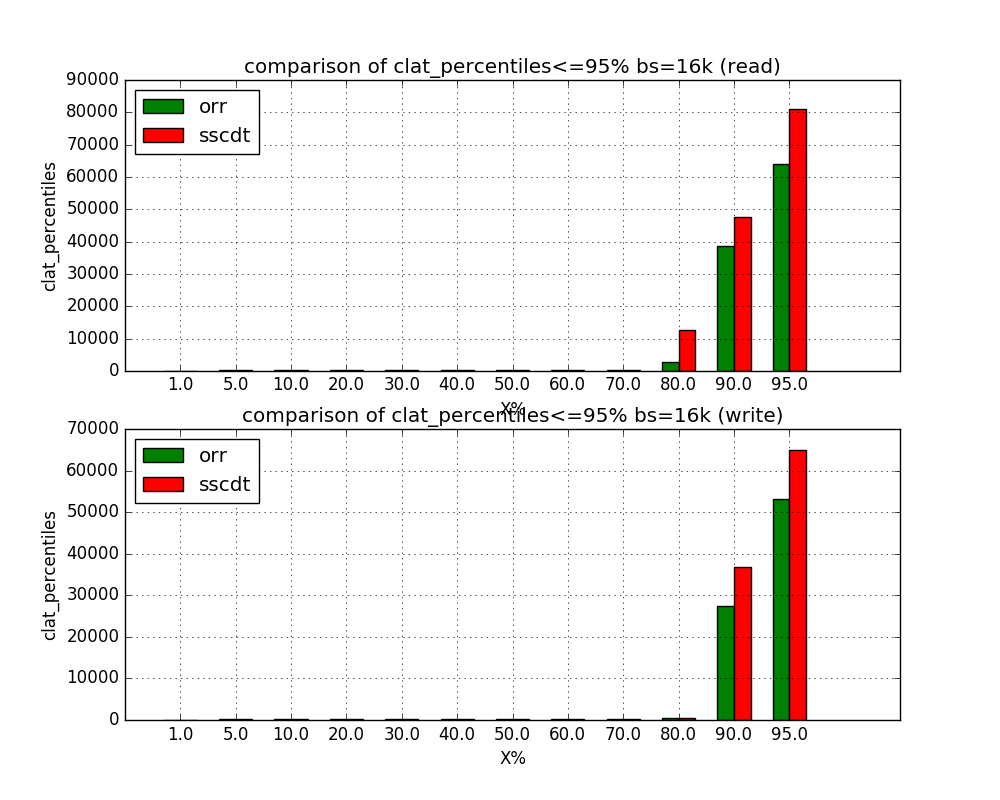 comparison of clat_percentiles<=95% bs=16k (read)
90000
80000
70000
60000
50000
40000
30000
20000
10000
0
clat_percentiles
orr
sscdt
1.0 5.0 10.0 20.0 30.0 40.0 50.0 60.0 70.0 80.0 90.0 95.0
X%
comparison of clat_percentiles<=95% bs=16k (write)
70000
60000
50000
40000
30000
20000
10000
0
clat_percentiles
orr
sscdt
1.0 5.0 10.0 20.0 30.0 40.0 50.0 60.0 70.0 80.0 90.0 95.0
X%